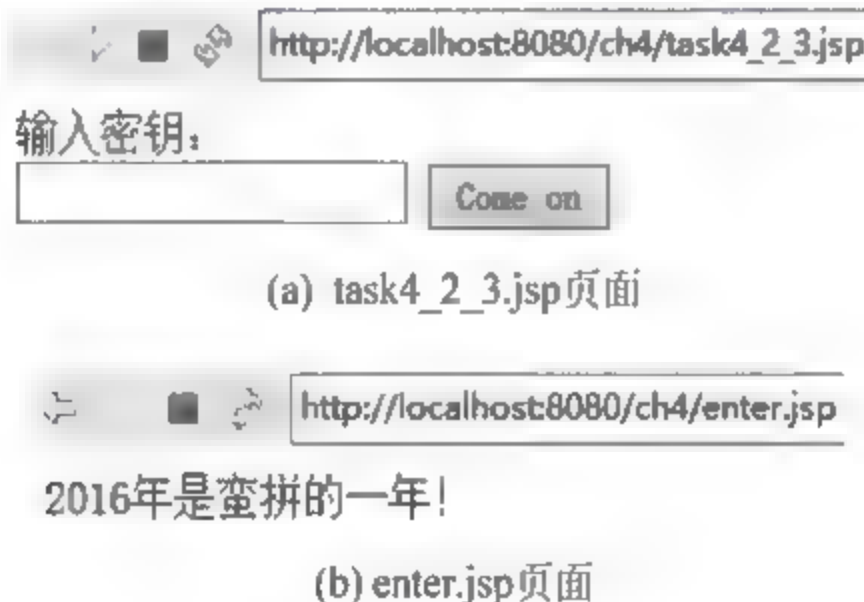 http://localhost:8080/ch4/task4_2_3.jsp
输入密钥：
Come on
(a) task4_2_3.jsp页面
http://localhost:8080/ch4/enter.jsp
2016年是蛮拼的一年！
(b) enter.jsp页面